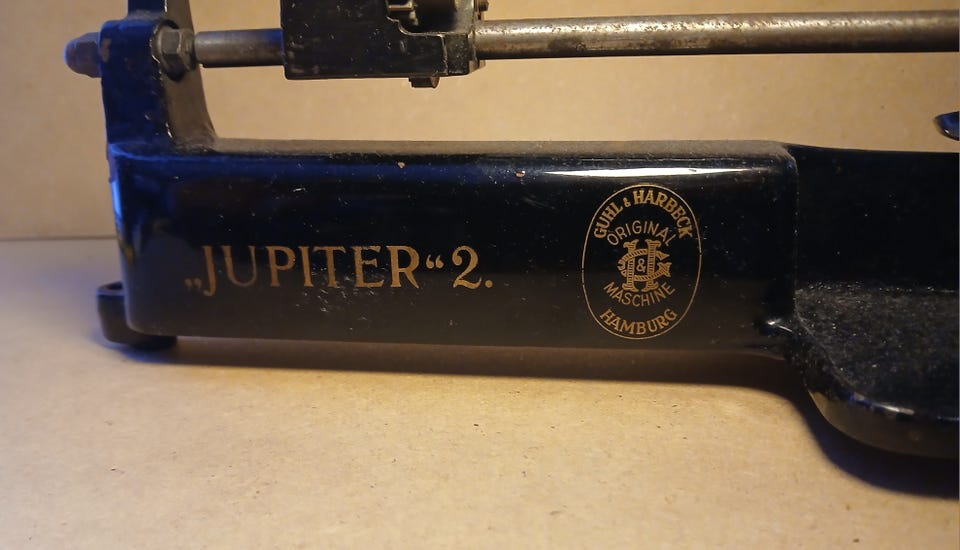 „JUPITER“ 2.
GUHL & HARBECK
ORIGINAL
G&H
MASCHINE
HAMBURG